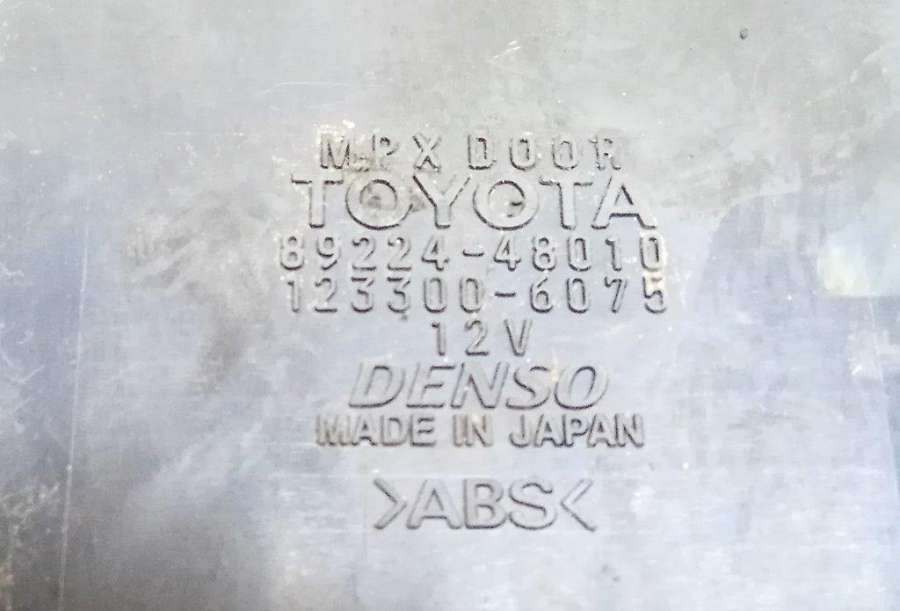 MPX DOOR
TOYOTA
89224-48010
123300-6075
12V
DENSO
MADE IN JAPAN
>ABS<